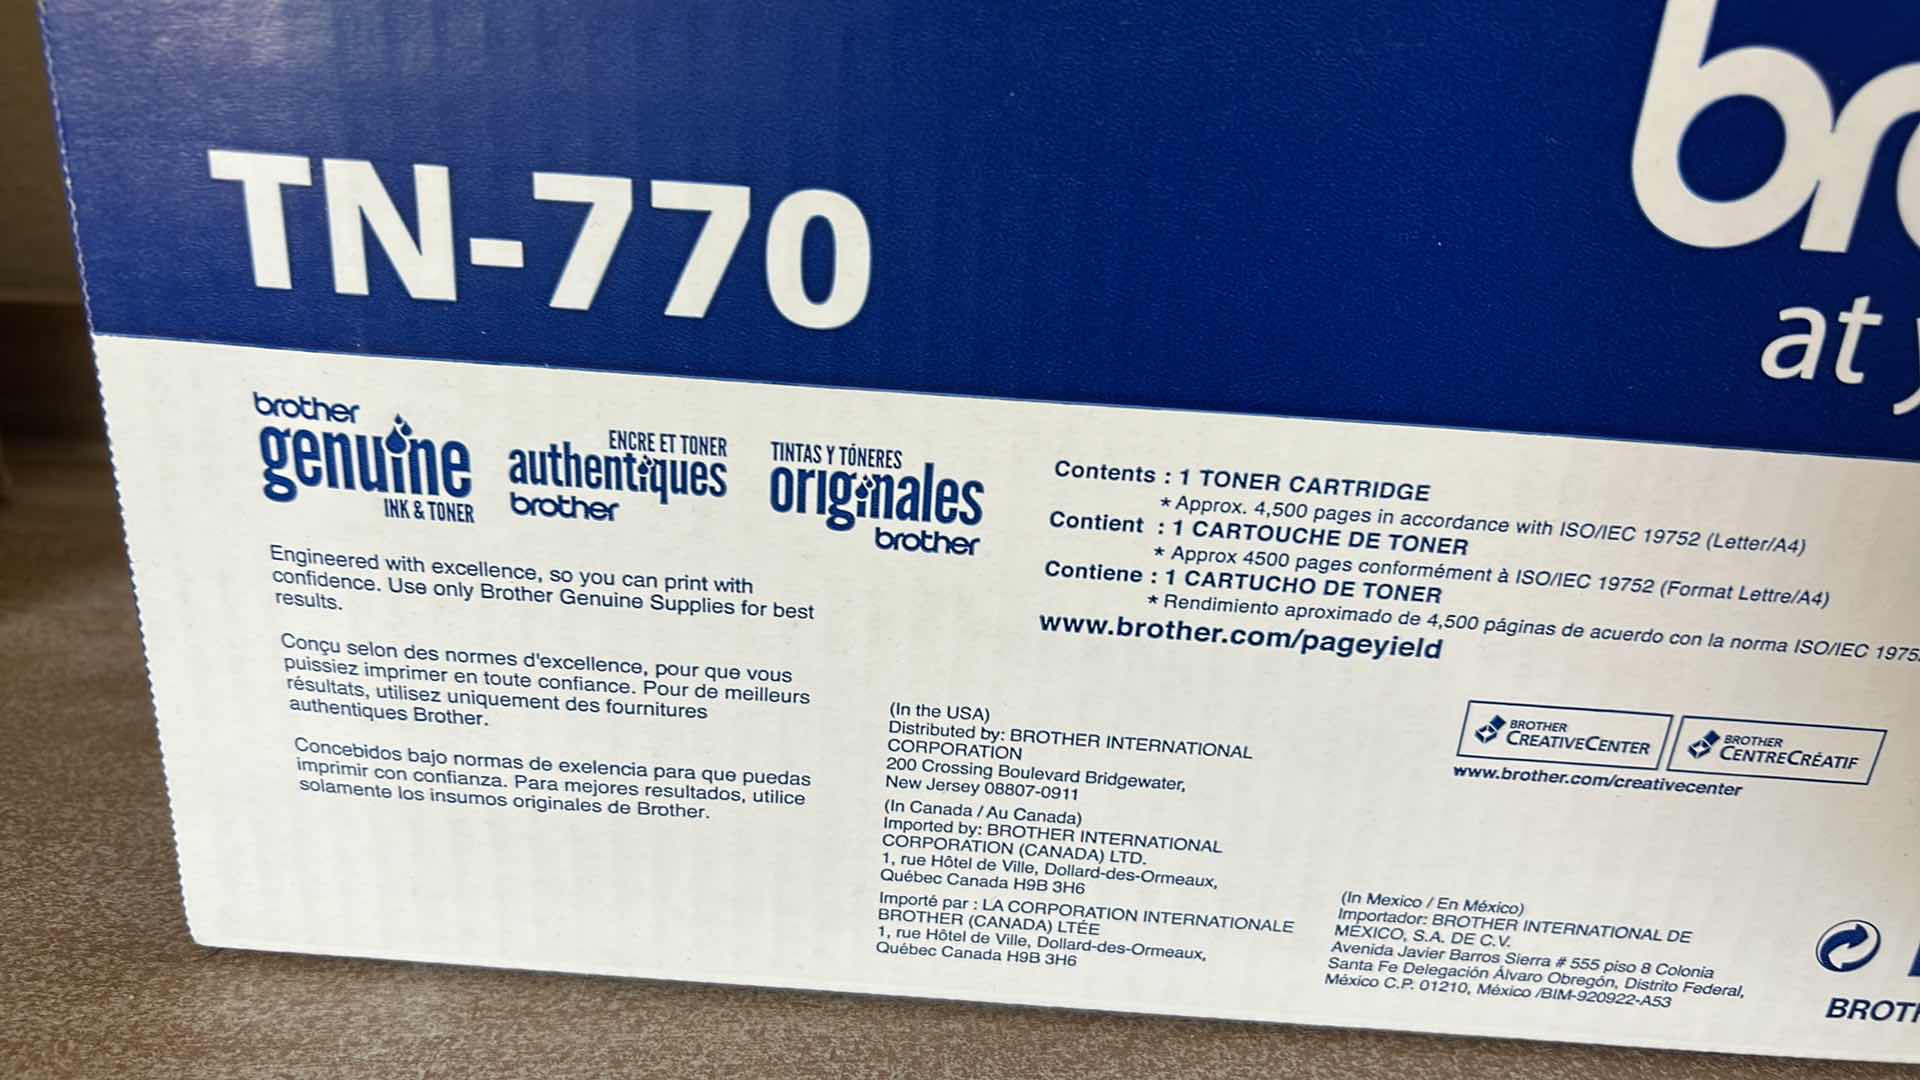 TN-770
at
brother
genuine
INK & TONER
ENCRE ET TONER
authentiques
brother
TINTAS Y TÓNERES
originales
brother
Engineered with excellence, so you can print with
confidence. Use only Brother Genuine Supplies for best
results.
Conçu selon des normes d'excellence, pour que vous
puissiez imprimer en toute confiance. Pour de meilleurs
résultats, utilisez uniquement des fournitures
authentiques Brother.
Concebidos bajo normas de exelencia para que puedas
imprimir con confianza. Para mejores resultados, utilice
solamente los insumos originales de Brother.
Contents : 1 TONER CARTRIDGE
* Approx. 4,500 pages in accordance with ISO/IEC 19752 (Letter/A4)
Contient : 1 CARTOUCHE DE TONER
* Approx 4500 pages conformément à ISO/IEC 19752 (Format Lettre/A4)
Contiene : 1 CARTUCHO DE TONER
* Rendimiento aproximado de 4,500 páginas de acuerdo con la norma ISO/IEC 1975
www.brother.com/pageyield
(In the USA)
Distributed by: BROTHER INTERNATIONAL
CORPORATION
200 Crossing Boulevard Bridgewater,
New Jersey 08807-0911
(In Canada / Au Canada)
Imported by: BROTHER INTERNATIONAL
CORPORATION (CANADA) LTD.
1, rue Hôtel de Ville, Dollard-des-Ormeaux,
Québec Canada H9B 3H6
Importé par : LA CORPORATION INTERNATIONALE
BROTHER (CANADA) LTÉE
1, rue Hôtel de Ville, Dollard-des-Ormeaux,
Québec Canada H9B 3H6
BROTHER
CREATIVECENTER
BROTHER
CENTRECRÉATIF
www.brother.com/creativecenter
(In Mexico / En México)
Importador: BROTHER INTERNATIONAL DE
MÉXICO, S.A. DE C.V.
Avenida Javier Barros Sierra # 555 piso 8 Colonia
Santa Fe Delegación Álvaro Obregón, Distrito Federal,
México C.P. 01210, México /BIM-920922-A53